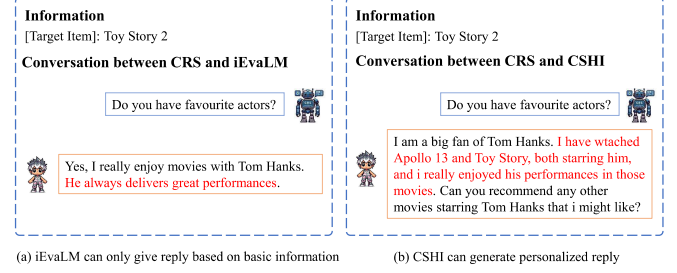 Information
[Target Item]: Toy Story 2
Conversation between CRS and iEvaLM
Do you have favourite actors?
Yes, I really enjoy movies with Tom Hanks.
He always delivers great performances.
(a) iEvaLM can only give reply based on basic information
Information
[Target Item]: Toy Story 2
Conversation between CRS and CSHI
Do you have favourite actors?
I am a big fan of Tom Hanks. I have wtached
Apollo 13 and Toy Story, both starring him,
and i really enjoyed his performances in those
movies. Can you recommend any other
movies starring Tom Hanks that i might like?
(b) CSHI can generate personalized reply